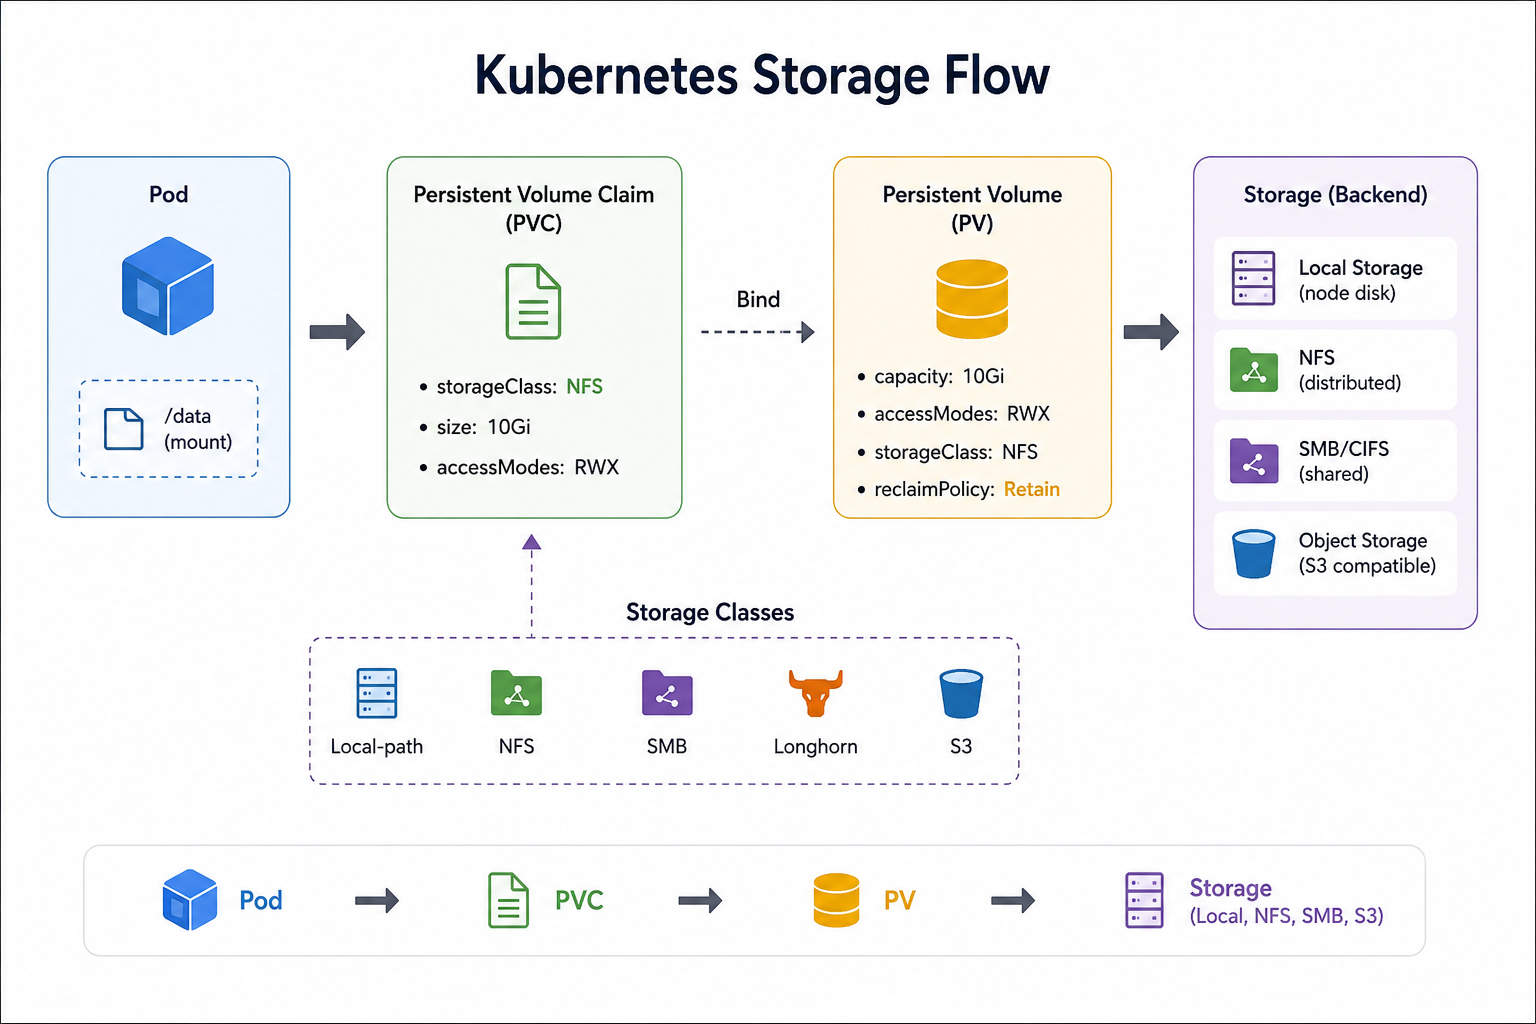 Kubernetes Storage Flow
Pod
/data
(mount)
Persistent Volume Claim
(PVC)
• storageClass: NFS
• size: 10Gi
• accessModes: RWX
Bind
Persistent Volume
(PV)
• capacity: 10Gi
• accessModes: RWX
• storageClass: NFS
• reclaimPolicy: Retain
Storage (Backend)
Local Storage
(node disk)
NFS
(distributed)
SMB/CIFS
(shared)
Object Storage
(S3 compatible)
Storage Classes
Local-path
NFS
SMB
Longhorn
S3
Pod
PVC
PV
Storage
(Local, NFS, SMB, S3)